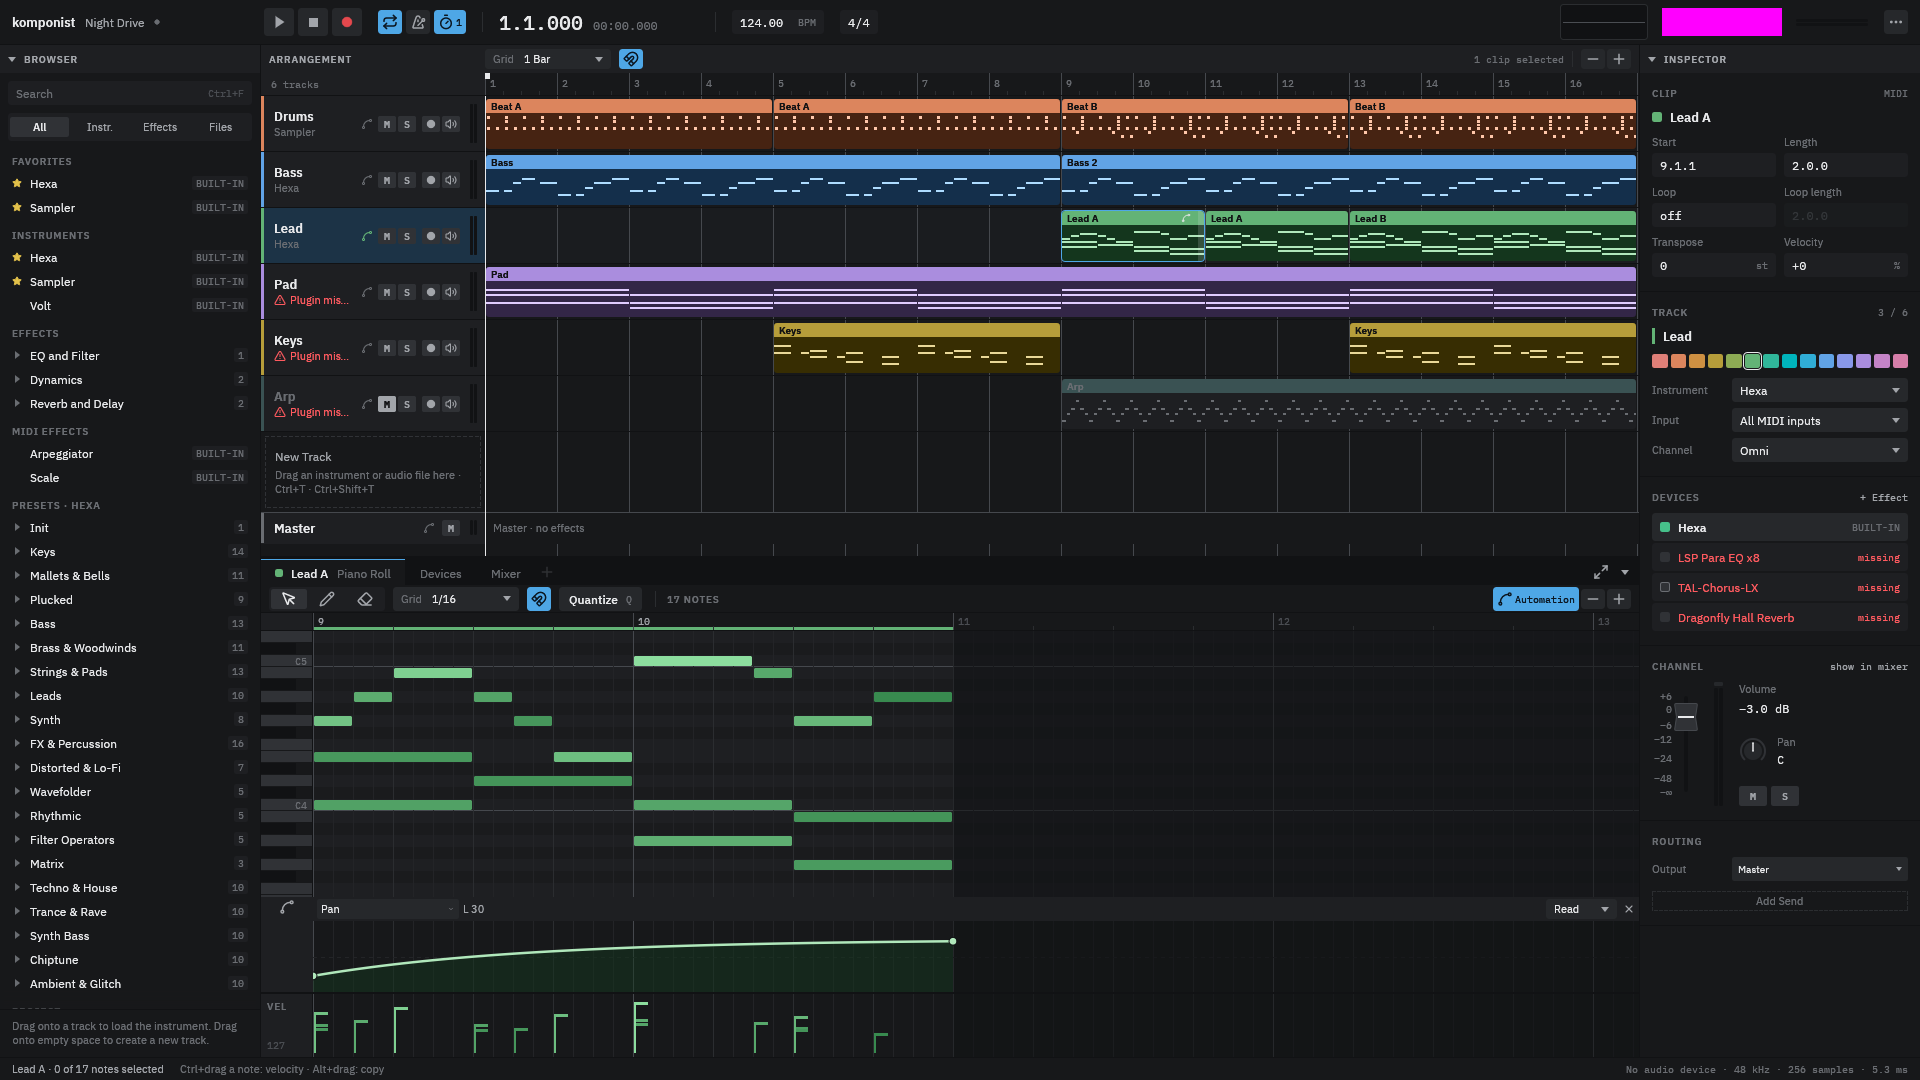 komponist Night Drive
1
1.1.000 00:00.000
124.00 BPM
4/4
BROWSER
Search Ctrl+F
All Instr. Effects Files
FAVORITES
Hexa BUILT-IN
Sampler BUILT-IN
INSTRUMENTS
Hexa BUILT-IN
Sampler BUILT-IN
Volt BUILT-IN
EFFECTS
EQ and Filter 1
Dynamics 2
Reverb and Delay 2
MIDI EFFECTS
Arpeggiator BUILT-IN
Scale BUILT-IN
PRESETS · HEXA
Init 1
Keys 14
Mallets & Bells 11
Plucked 9
Bass 13
Brass & Woodwinds 11
Strings & Pads 13
Leads 10
Synth 8
FX & Percussion 16
Distorted & Lo-Fi 7
Wavefolder 5
Rhythmic 5
Filter Operators 5
Matrix 3
Techno & House 10
Trance & Rave 10
Synth Bass 10
Chiptune 10
Ambient & Glitch 10
Drag onto a track to load the instrument. Drag
onto empty space to create a new track.
ARRANGEMENT
Grid 1 Bar
1 clip selected
6 tracks
1 2 3 4 5 6 7 8 9 10 11 12 13 14 15 16
Drums
Sampler
M S
Beat A Beat A Beat B Beat B
Bass
Hexa
M S
Bass Bass 2
Lead
Hexa
M S
Lead A Lead A Lead B
Pad
Plugin mis...
M S
Pad
Keys
Plugin mis...
M S
Keys Keys
Arp
Plugin mis...
M S
Arp
New Track
Drag an instrument or audio file here ·
Ctrl+T · Ctrl+Shift+T
Master M
Master · no effects
Lead A Piano Roll Devices Mixer
Grid 1/16
Quantize Q
17 NOTES
Automation
9 10 11 12 13
C5
C4
Pan L 30
Read
VEL
127
INSPECTOR
CLIP MIDI
Lead A
Start Length
9.1.1 2.0.0
Loop Loop length
off 2.0.0
Transpose Velocity
0 st +0 %
TRACK 3 / 6
Lead
Instrument Hexa
Input All MIDI inputs
Channel Omni
DEVICES + Effect
Hexa BUILT-IN
LSP Para EQ x8 missing
TAL-Chorus-LX missing
Dragonfly Hall Reverb missing
CHANNEL show in mixer
+6
0
−6
−12
−24
−48
−∞
Volume
−3.0 dB
Pan
C
M S
ROUTING
Output Master
Add Send
Lead A · 0 of 17 notes selected Ctrl+drag a note: velocity · Alt+drag: copy
No audio device · 48 kHz · 256 samples · 5.3 ms